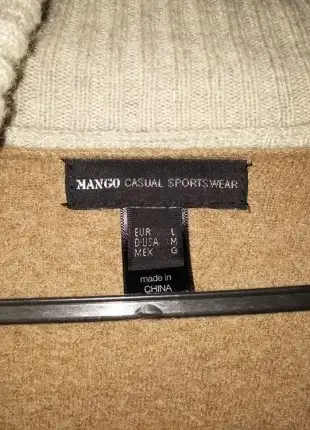 MANGO CASUAL SPORTSWEAR
EUR L
D·USA M
MEX G
made in
CHINA